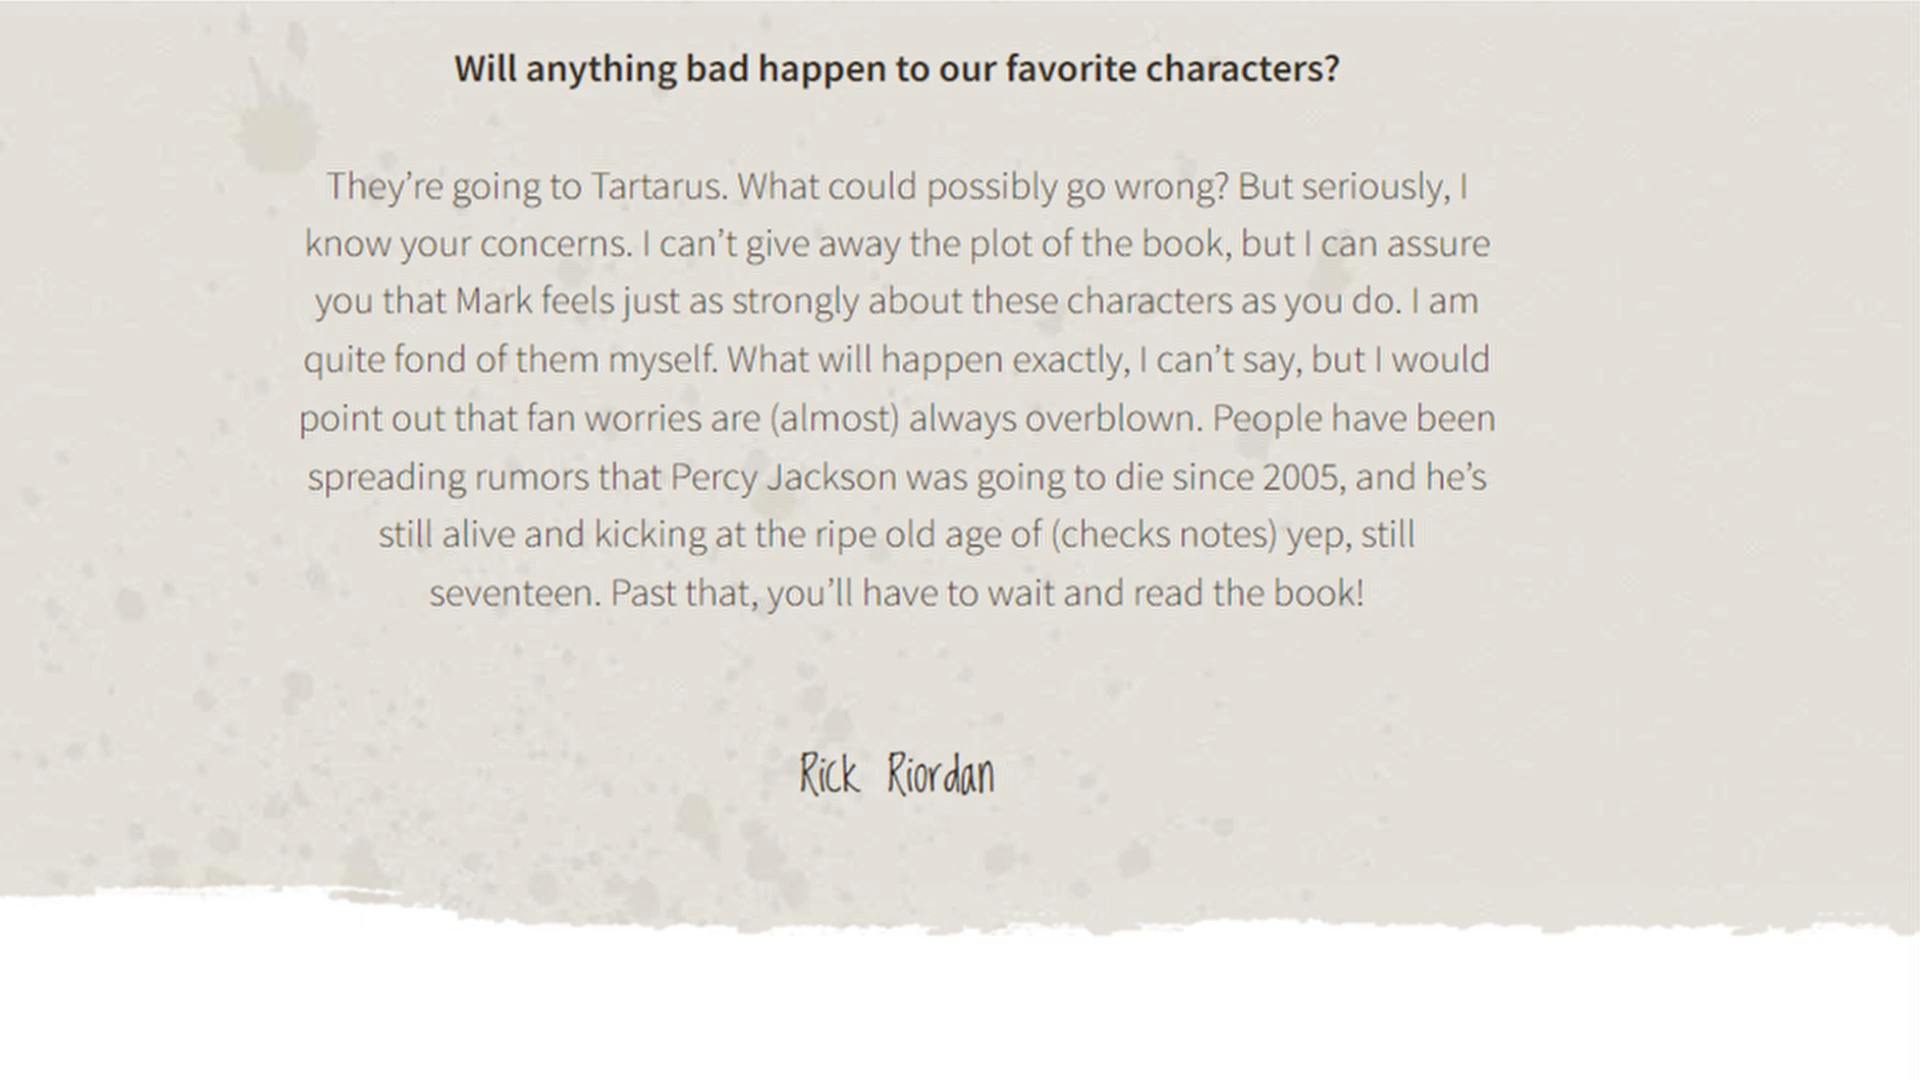 Will anything bad happen to our favorite characters?
They’re going to Tartarus. What could possibly go wrong? But seriously, I
know your concerns. I can’t give away the plot of the book, but I can assure
you that Mark feels just as strongly about these characters as you do. I am
quite fond of them myself. What will happen exactly, I can’t say, but I would
point out that fan worries are (almost) always overblown. People have been
spreading rumors that Percy Jackson was going to die since 2005, and he’s
still alive and kicking at the ripe old age of (checks notes) yep, still
seventeen. Past that, you’ll have to wait and read the book!
Rick Riordan